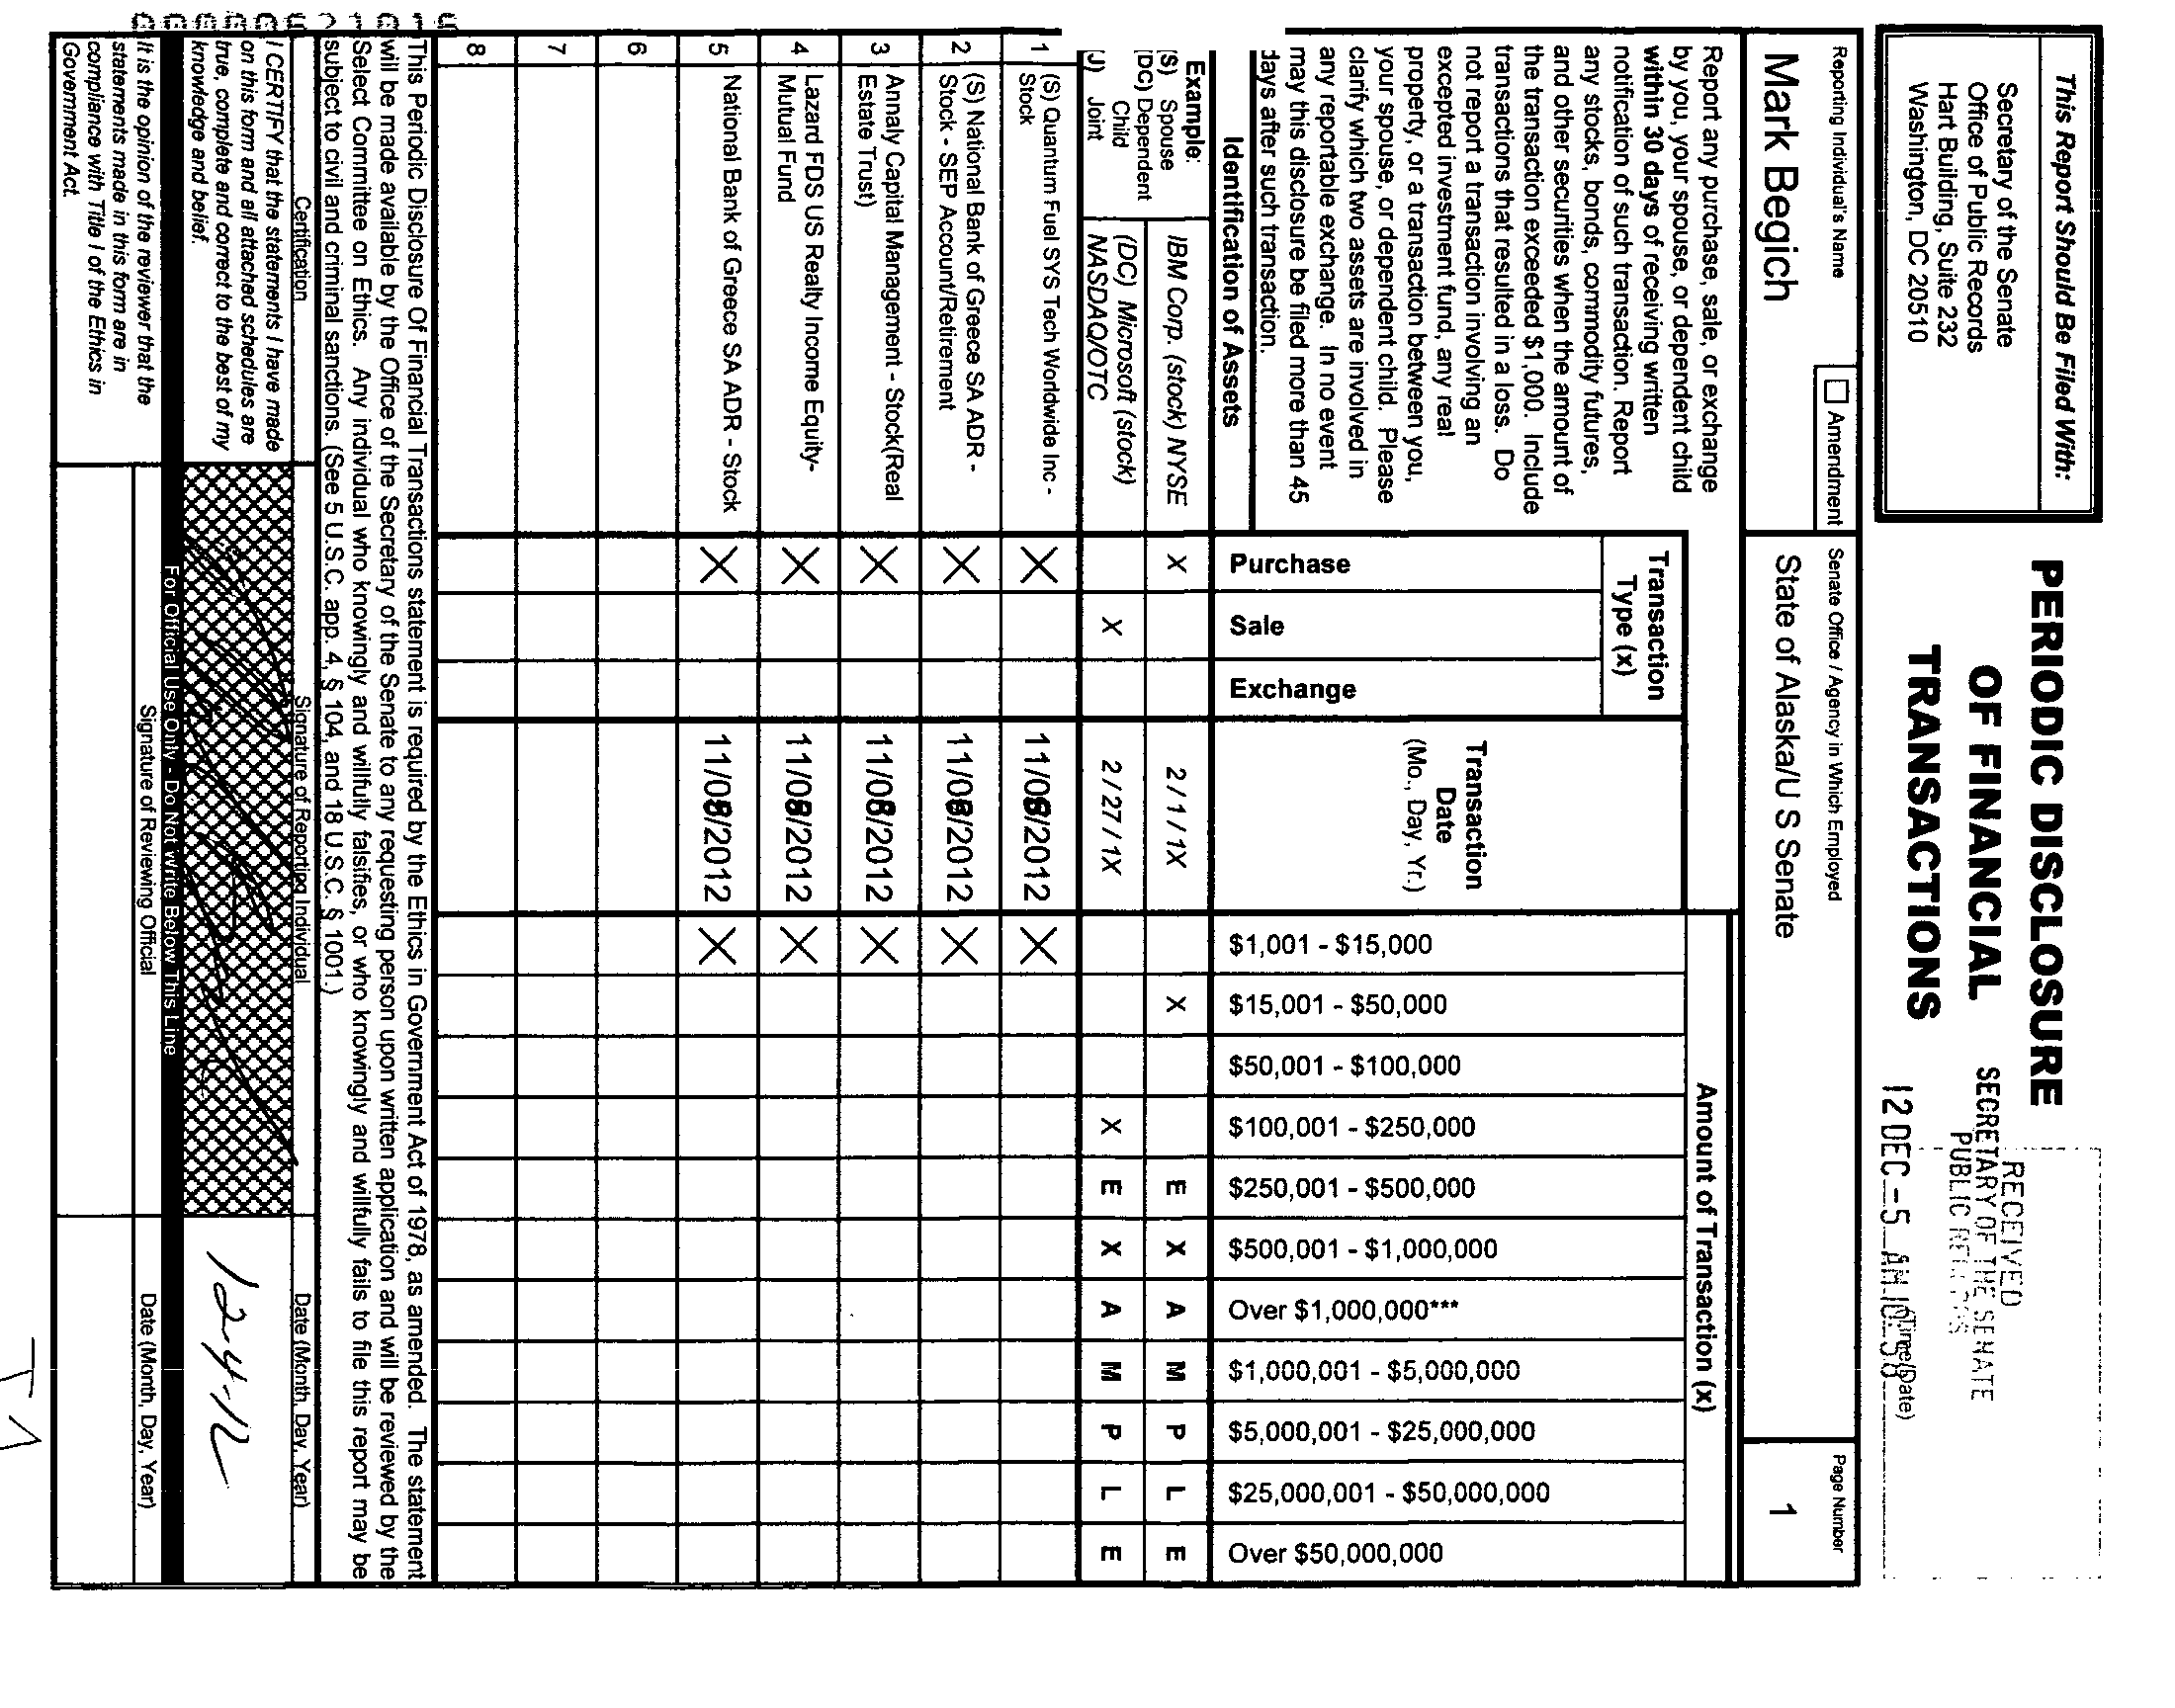 This Report Should Be Filed With:
Secretary of the Senate
Office of Public Records
Hart Building, Suite 232
Washington, DC 20510
PERIODIC DISCLOSURE
OF FINANCIAL
TRANSACTIONS
RECEIVED
SECRETARY OF THE SENATE
PUBLIC
12 DEC -5 AM
(Time/Date)
Reporting Individual's Name
Amendment
Mark Begich
Senate Office / Agency in Which Employed
State of Alaska/U S Senate
Page Number
1
Report any purchase, sale, or exchange
by you, your spouse, or dependent child
within 30 days of receiving written
notification of such transaction. Report
any stocks, bonds, commodity futures,
and other securities when the amount of
the transaction exceeded $1,000. Include
transactions that resulted in a loss. Do
not report a transaction involving an
excepted investment fund, any real
property, or a transaction between you,
your spouse, or dependent child. Please
clarify which two assets are involved in
any reportable exchange. In no event
may this disclosure be filed more than 45
days after such transaction.
Identification of Assets
Transaction
Type (x)
Purchase
Sale
Exchange
Transaction
Date
(Mo., Day, Yr.)
Amount of Transaction (x)
$1,001 - $15,000
$15,001 - $50,000
$50,001 - $100,000
$100,001 - $250,000
$250,001 - $500,000
$500,001 - $1,000,000
Over $1,000,000***
$1,000,001 - $5,000,000
$5,000,001 - $25,000,000
$25,000,001 - $50,000,000
Over $50,000,000
Example:
(S) Spouse
(DC) Dependent
Child
(J) Joint
IBM Corp. (stock) NYSE X 2 / 1 / 1X X E X A M P L E
(DC) Microsoft (stock)
NASDAQ/OTC X 2 / 27 / 1X X E X A M P L E
1 (S) Quantum Fuel SYS Tech Worldwide Inc -
Stock X 11/08/2012 X
2 (S) National Bank of Greece SA ADR -
Stock - SEP Account/Retirement X 11/08/2012 X
3 Annaly Capital Management - Stock(Real
Estate Trust) X 11/08/2012 X
4 Lazard FDS US Realty Income Equity-
Mutual Fund X 11/08/2012 X
5 National Bank of Greece SA ADR - Stock X 11/08/2012 X
6
7
8
This Periodic Disclosure Of Financial Transactions statement is required by the Ethics in Government Act of 1978, as amended. The statement
will be made available by the Office of the Secretary of the Senate to any requesting person upon written application and will be reviewed by the
Select Committee on Ethics. Any individual who knowingly and willfully falsifies, or who knowingly and willfully fails to file this report may be
subject to civil and criminal sanctions. (See 5 U.S.C. app. 4, § 104, and 18 U.S.C. § 1001.)
Certification
Signature of Reporting Individual
Date (Month, Day, Year)
I CERTIFY that the statements I have made
on this form and all attached schedules are
true, complete and correct to the best of my
knowledge and belief.
12-4-12
For Official Use Only - Do Not Write Below This Line
It is the opinion of the reviewer that the
statements made in this form are in
compliance with Title I of the Ethics in
Government Act.
Signature of Reviewing Official
Date (Month, Day, Year)